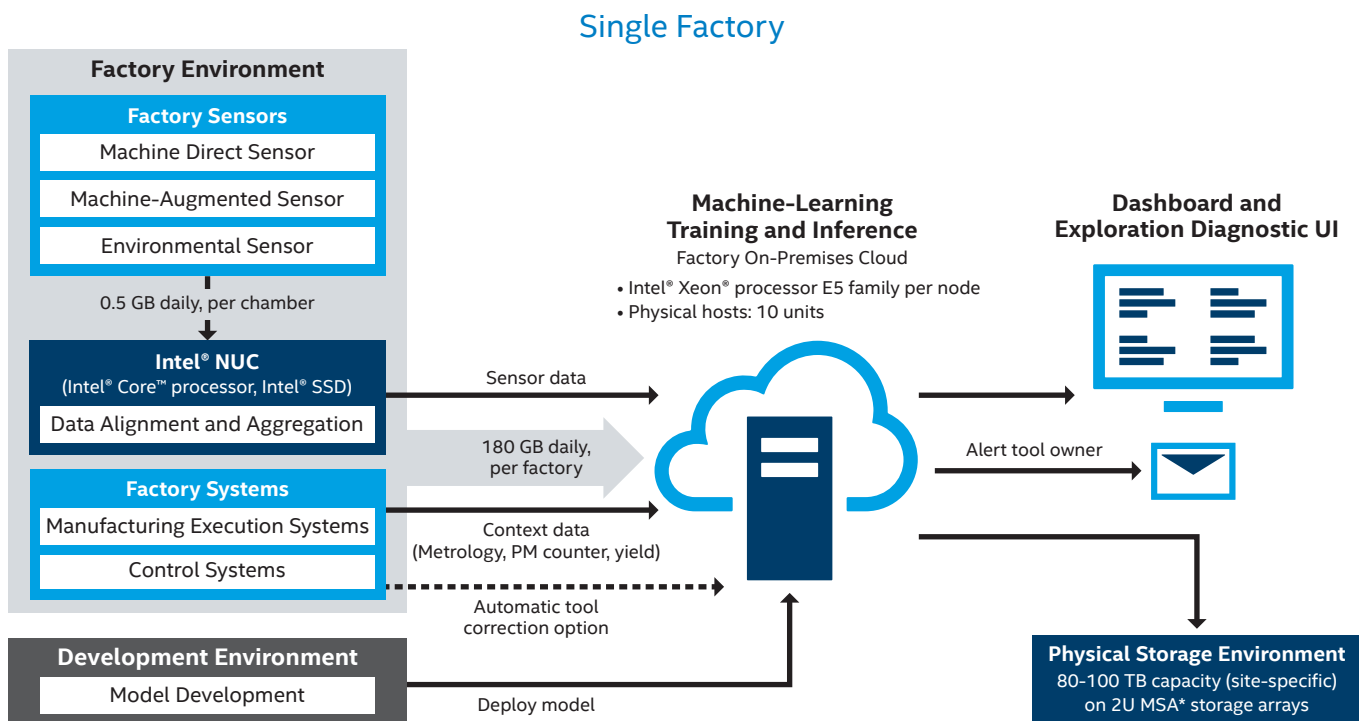 Single Factory
Factory Environment
Factory Sensors
Machine Direct Sensor
Machine-Augmented Sensor
Environmental Sensor
0.5 GB daily, per chamber
Intel® NUC
(Intel® Core™ processor, Intel® SSD)
Data Alignment and Aggregation
Factory Systems
Manufacturing Execution Systems
Control Systems
Development Environment
Model Development
Sensor data
180 GB daily,
per factory
Context data
(Metrology, PM counter, yield)
Automatic tool
correction option
Deploy model
Machine-Learning
Training and Inference
Factory On-Premises Cloud
• Intel® Xeon® processor E5 family per node
• Physical hosts: 10 units
Dashboard and
Exploration Diagnostic UI
Alert tool owner
Physical Storage Environment
80-100 TB capacity (site-specific)
on 2U MSA* storage arrays